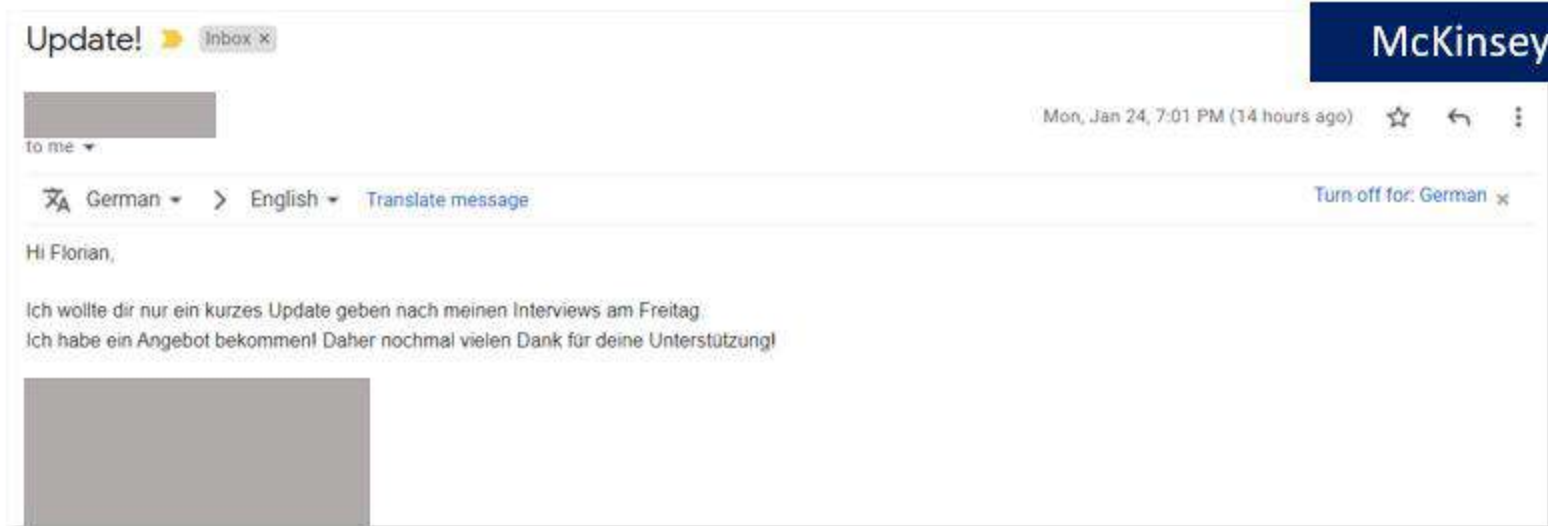 Update! Inbox ×
McKinsey
Mon, Jan 24, 7:01 PM (14 hours ago)
to me
German > English Translate message Turn off for: German ×
Hi Florian,
Ich wollte dir nur ein kurzes Update geben nach meinen Interviews am Freitag.
Ich habe ein Angebot bekommen! Daher nochmal vielen Dank für deine Unterstützung!